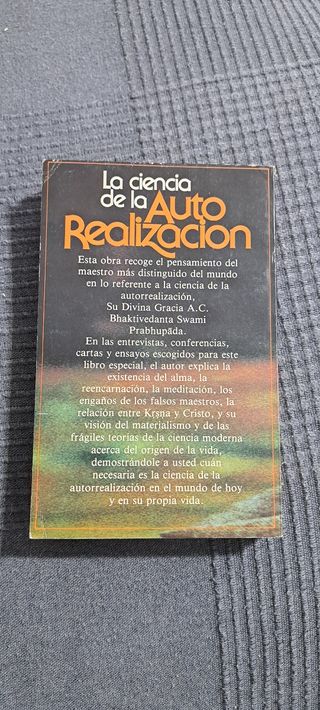 La ciencia
de la Auto
Realización
Esta obra recoge el pensamiento del
maestro más distinguido del mundo
en lo referente a la ciencia de la
autorrealización,
Su Divina Gracia A.C.
Bhaktivedanta Swami
Prabhupāda.
En las entrevistas, conferencias,
cartas y ensayos escogidos para este
libro especial, el autor explica la
existencia del alma, la
reencarnación, la meditación, los
engaños de los falsos maestros, la
relación entre Kṛṣṇa y Cristo, y su
visión del materialismo y de las
frágiles teorías de la ciencia moderna
acerca del origen de la vida,
demostrándole a usted cuán
necesaria es la ciencia de la
autorrealización en el mundo de hoy
y en su propia vida.